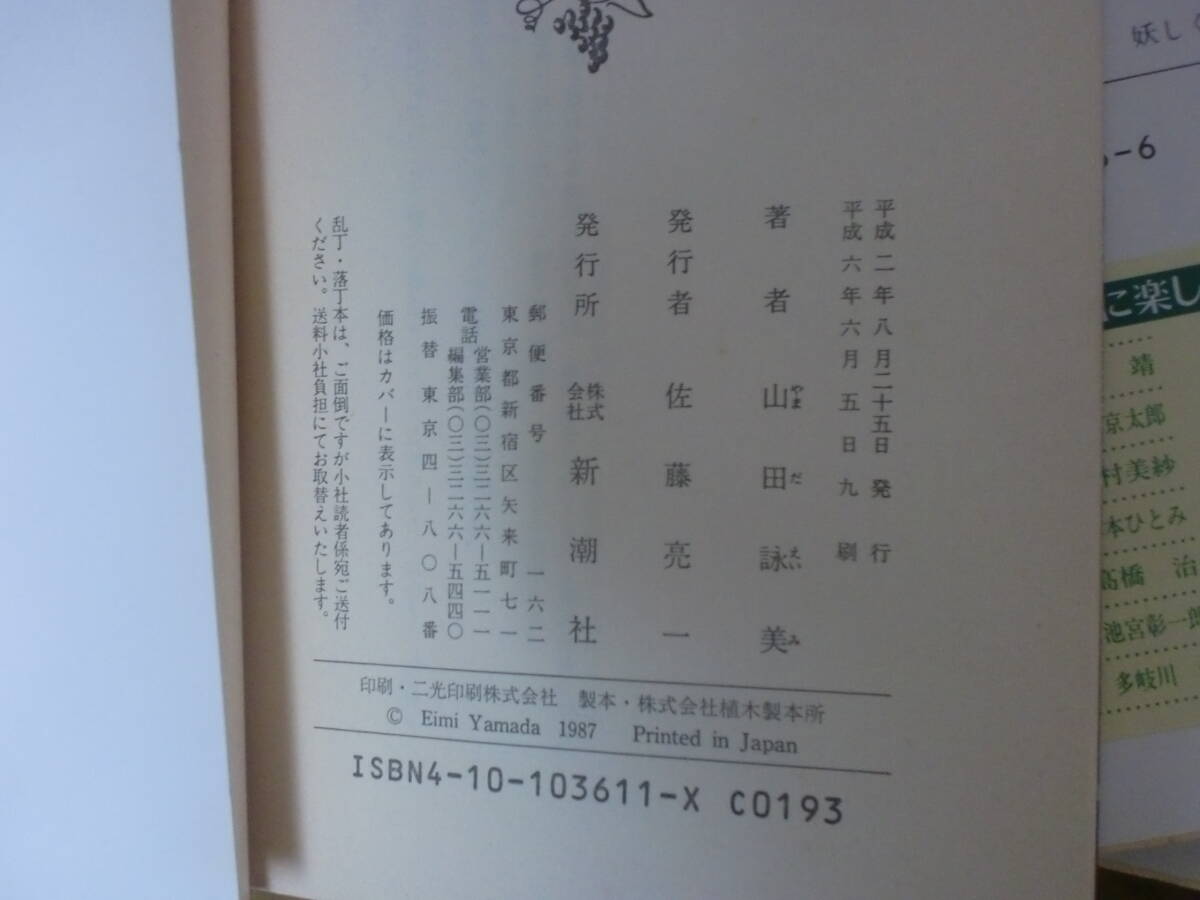 平成二年八月二十五日発行
平成六年六月五日九刷
著者 山田詠美
やまだえいみ
発行者 佐藤亮一
発行所 株式会社 新潮社
郵便番号 一六二
東京都新宿区矢来町七一
電話 営業部(〇三)三二六六―五一一一
編集部(〇三)三二六六―五四四〇
振替 東京四―八〇八番
価格はカバーに表示してあります。
乱丁・落丁本は、ご面倒ですが小社読者係宛ご送付
ください。送料小社負担にてお取替えいたします。
印刷・二光印刷株式会社 製本・株式会社植木製本所
© Eimi Yamada 1987 Printed in Japan
ISBN4-10-103611-X C0193
妖し
-6
に楽し
靖
京太郎
村美紗
本ひとみ
高橋 治
池宮彰一郎
多岐川